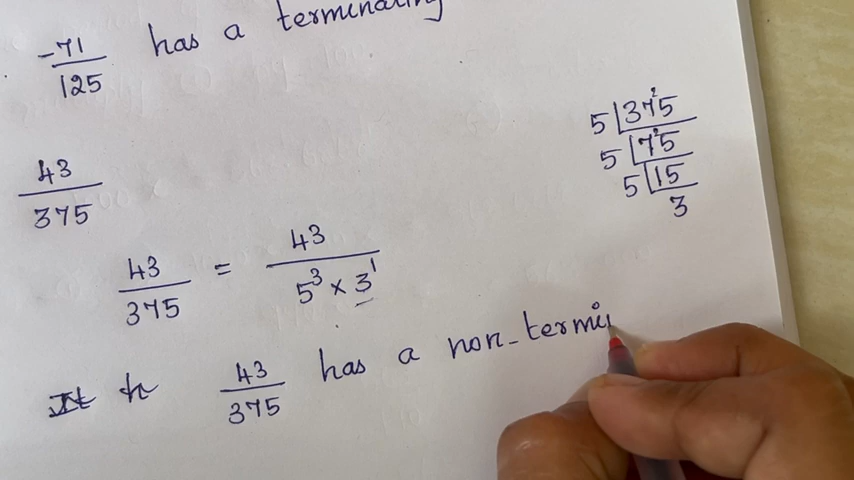 -71/125 has a terminating
43/375
5 | 375
5 | 75
5 | 15
3
43/375 = 43/5³ × 3¹
43/375 has a non-termi